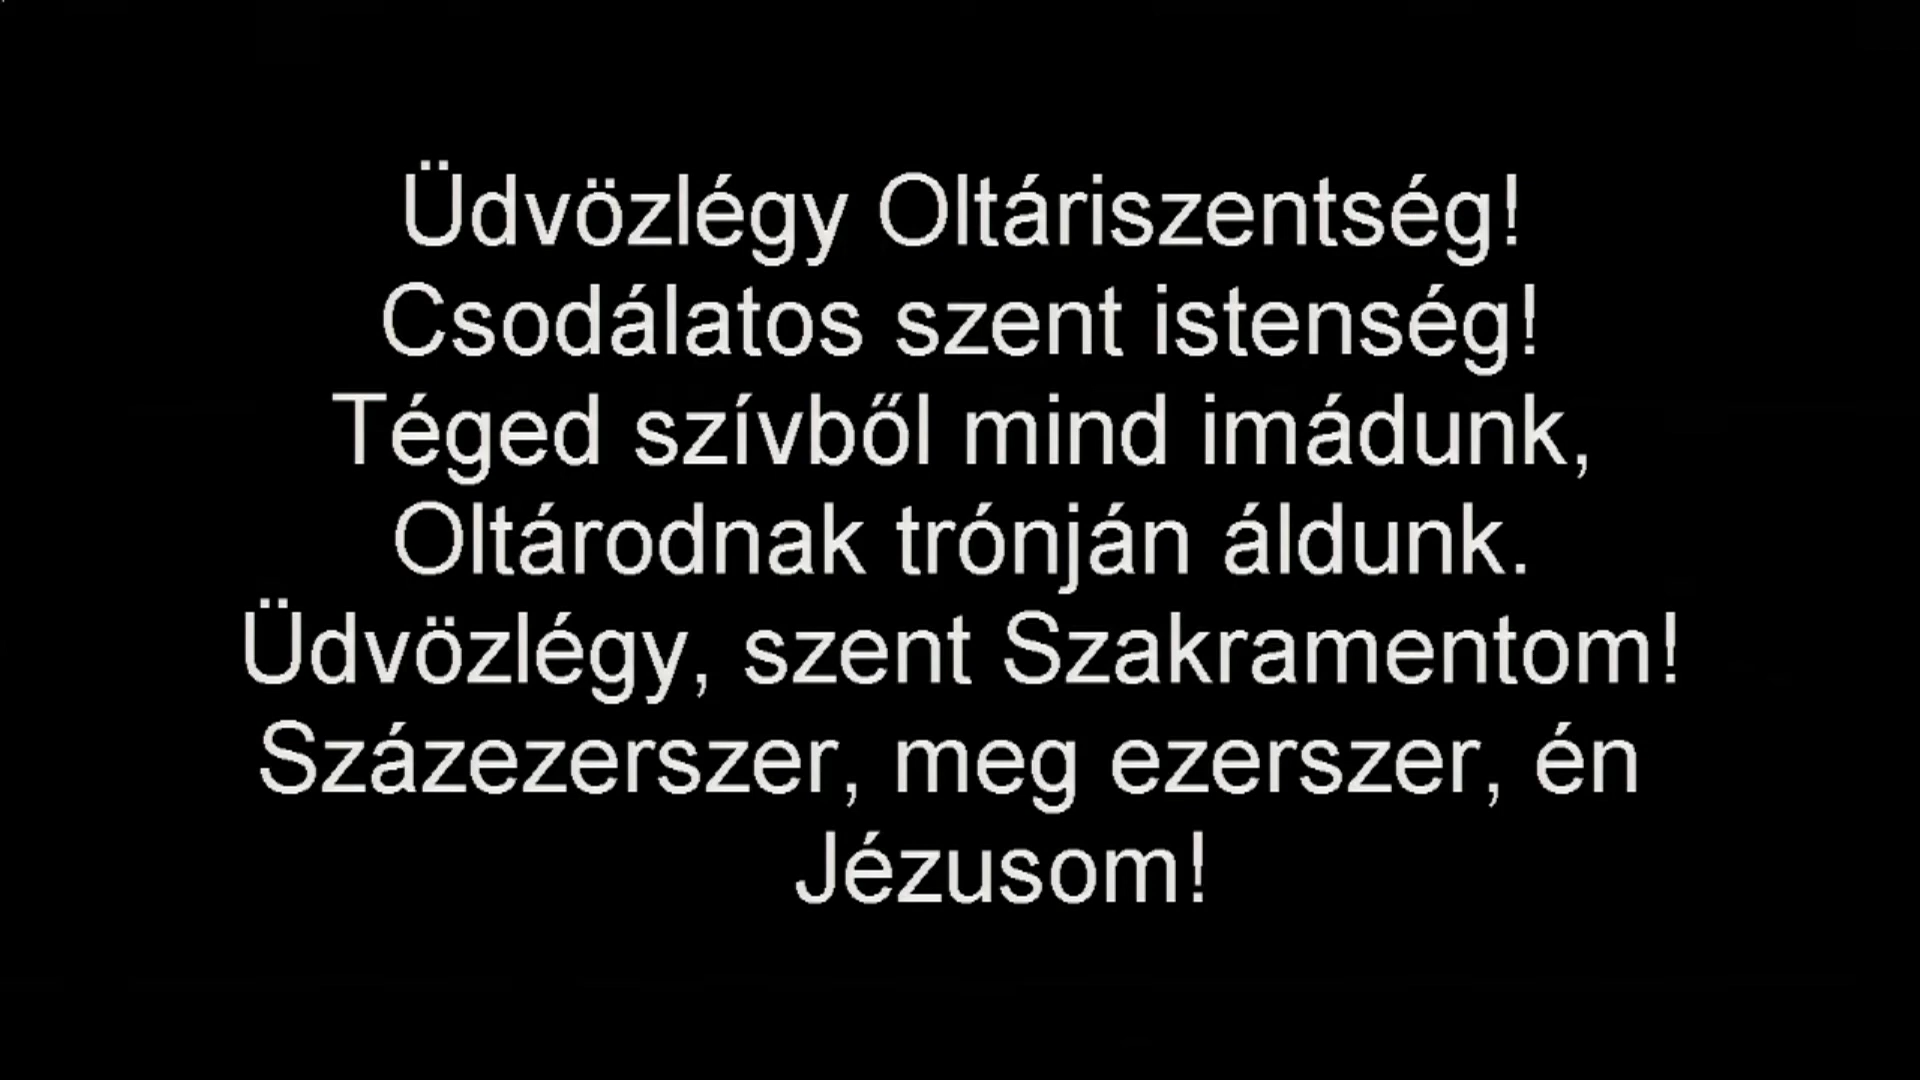 Üdvözlégy Oltáriszentség!
Csodálatos szent istenség!
Téged szívből mind imádunk,
Oltárodnak trónján áldunk.
Üdvözlégy, szent Szakramentom!
Százezerszer, meg ezerszer, én
Jézusom!